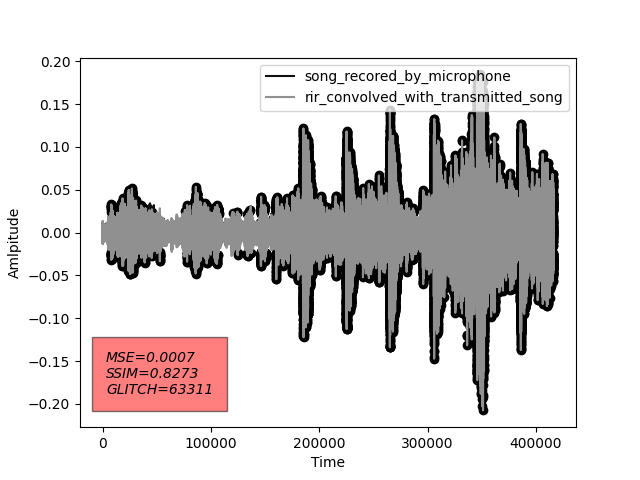 song_recored_by_microphone
rir_convolved_with_transmitted_song
0.20
0.15
0.10
0.05
0.00
−0.05
−0.10
−0.15
−0.20
Amlpitude
MSE=0.0007
SSIM=0.8273
GLITCH=63311
0 100000 200000 300000 400000
Time